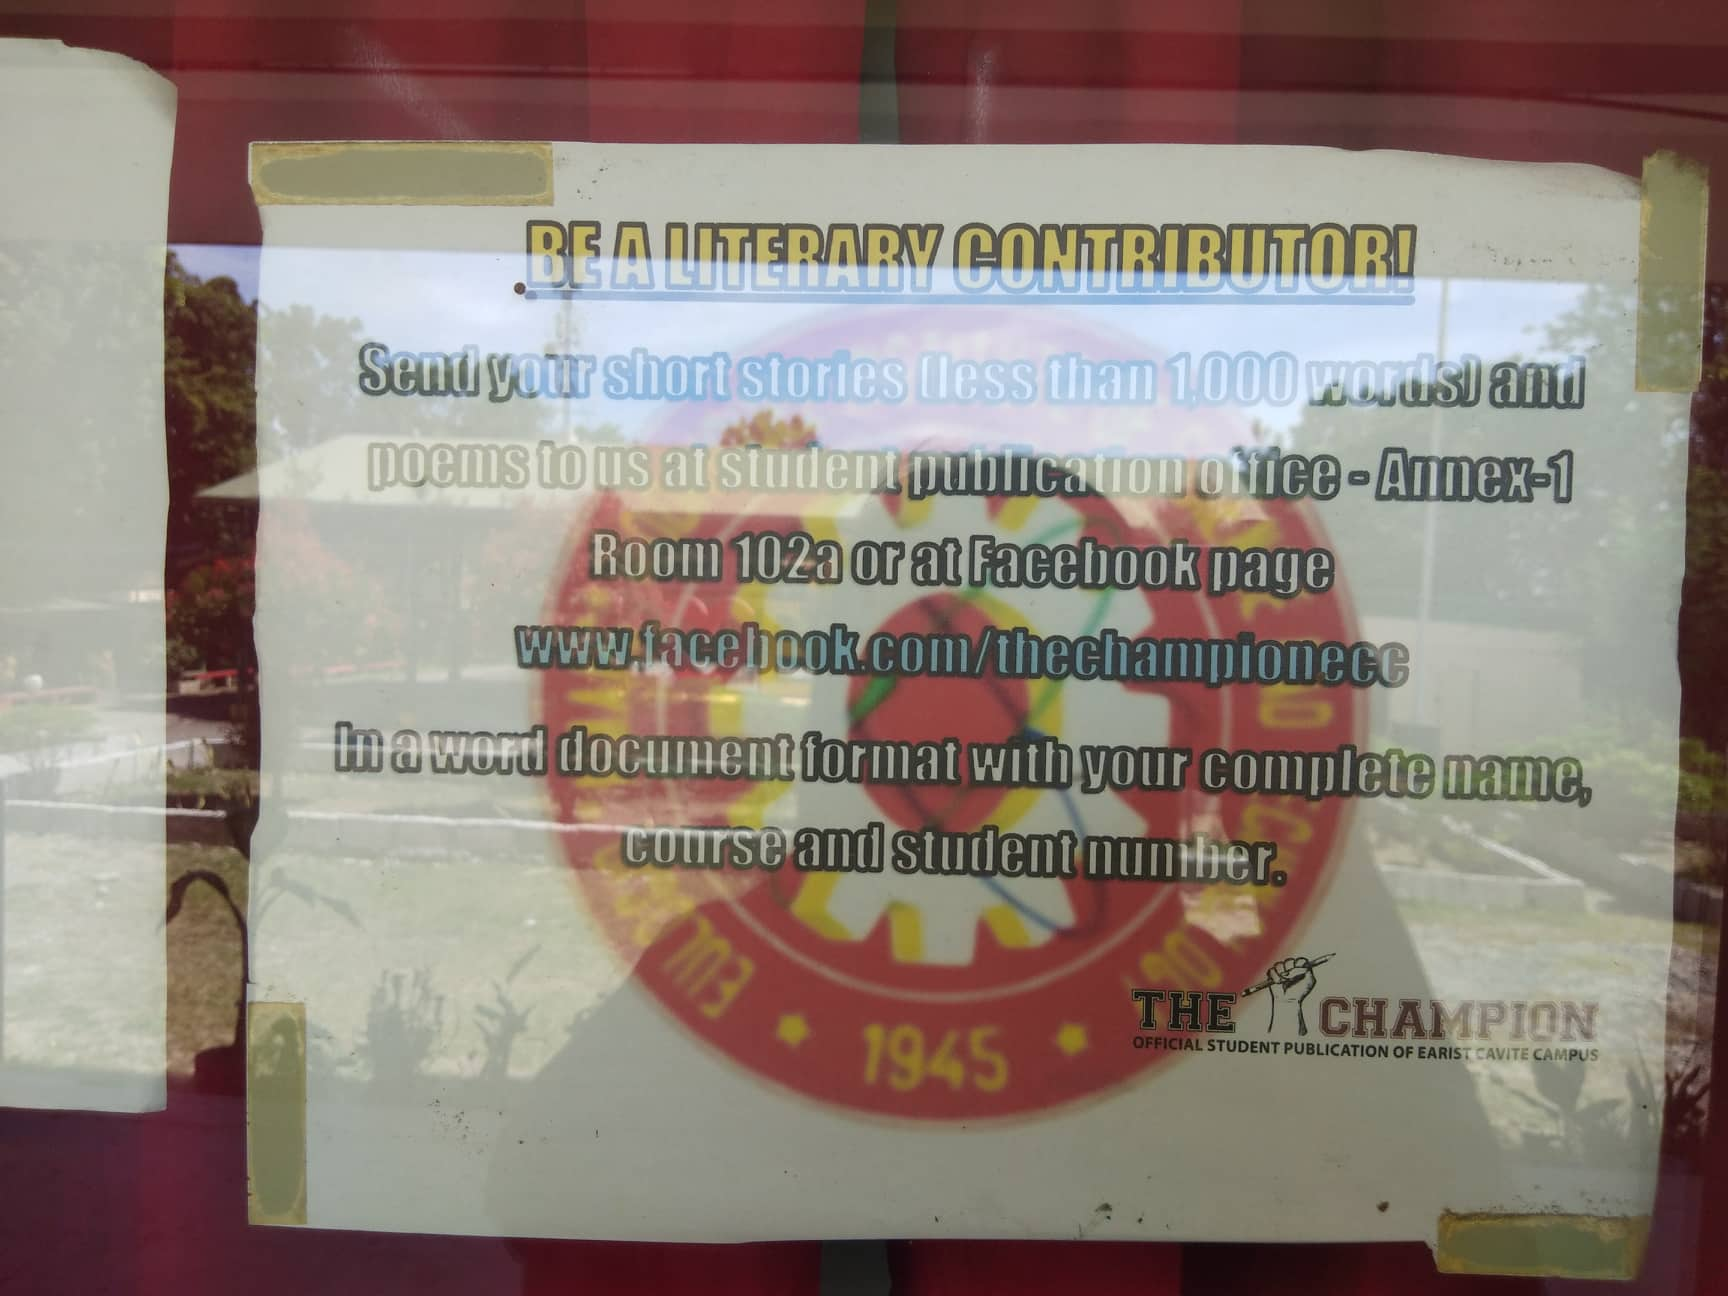 BE A LITERARY CONTRIBUTOR!
Send your short stories (less than 1,000 words) and
poems to us at student publication office - Annex-1
Room 102a or at Facebook page
www.facebook.com/thechampionecc
In a word document format with your complete name,
course and student number.
THE CHAMPION
OFFICIAL STUDENT PUBLICATION OF EARIST CAVITE CAMPUS
1945